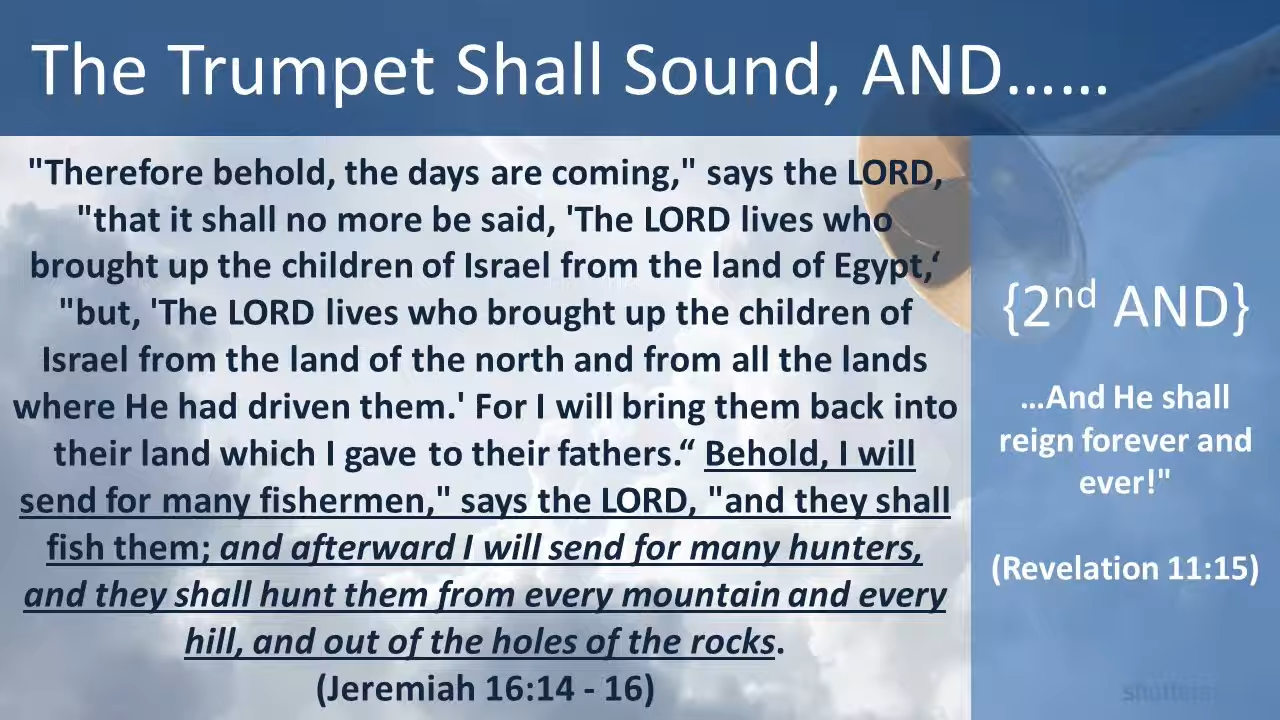 The Trumpet Shall Sound, AND……
"Therefore behold, the days are coming," says the LORD,
"that it shall no more be said, 'The LORD lives who
brought up the children of Israel from the land of Egypt,‘
"but, 'The LORD lives who brought up the children of
Israel from the land of the north and from all the lands
where He had driven them.' For I will bring them back into
their land which I gave to their fathers.“ Behold, I will
send for many fishermen," says the LORD, "and they shall
fish them; and afterward I will send for many hunters,
and they shall hunt them from every mountain and every
hill, and out of the holes of the rocks.
(Jeremiah 16:14 - 16)
{2nd AND}
…And He shall
reign forever and
ever!"
(Revelation 11:15)